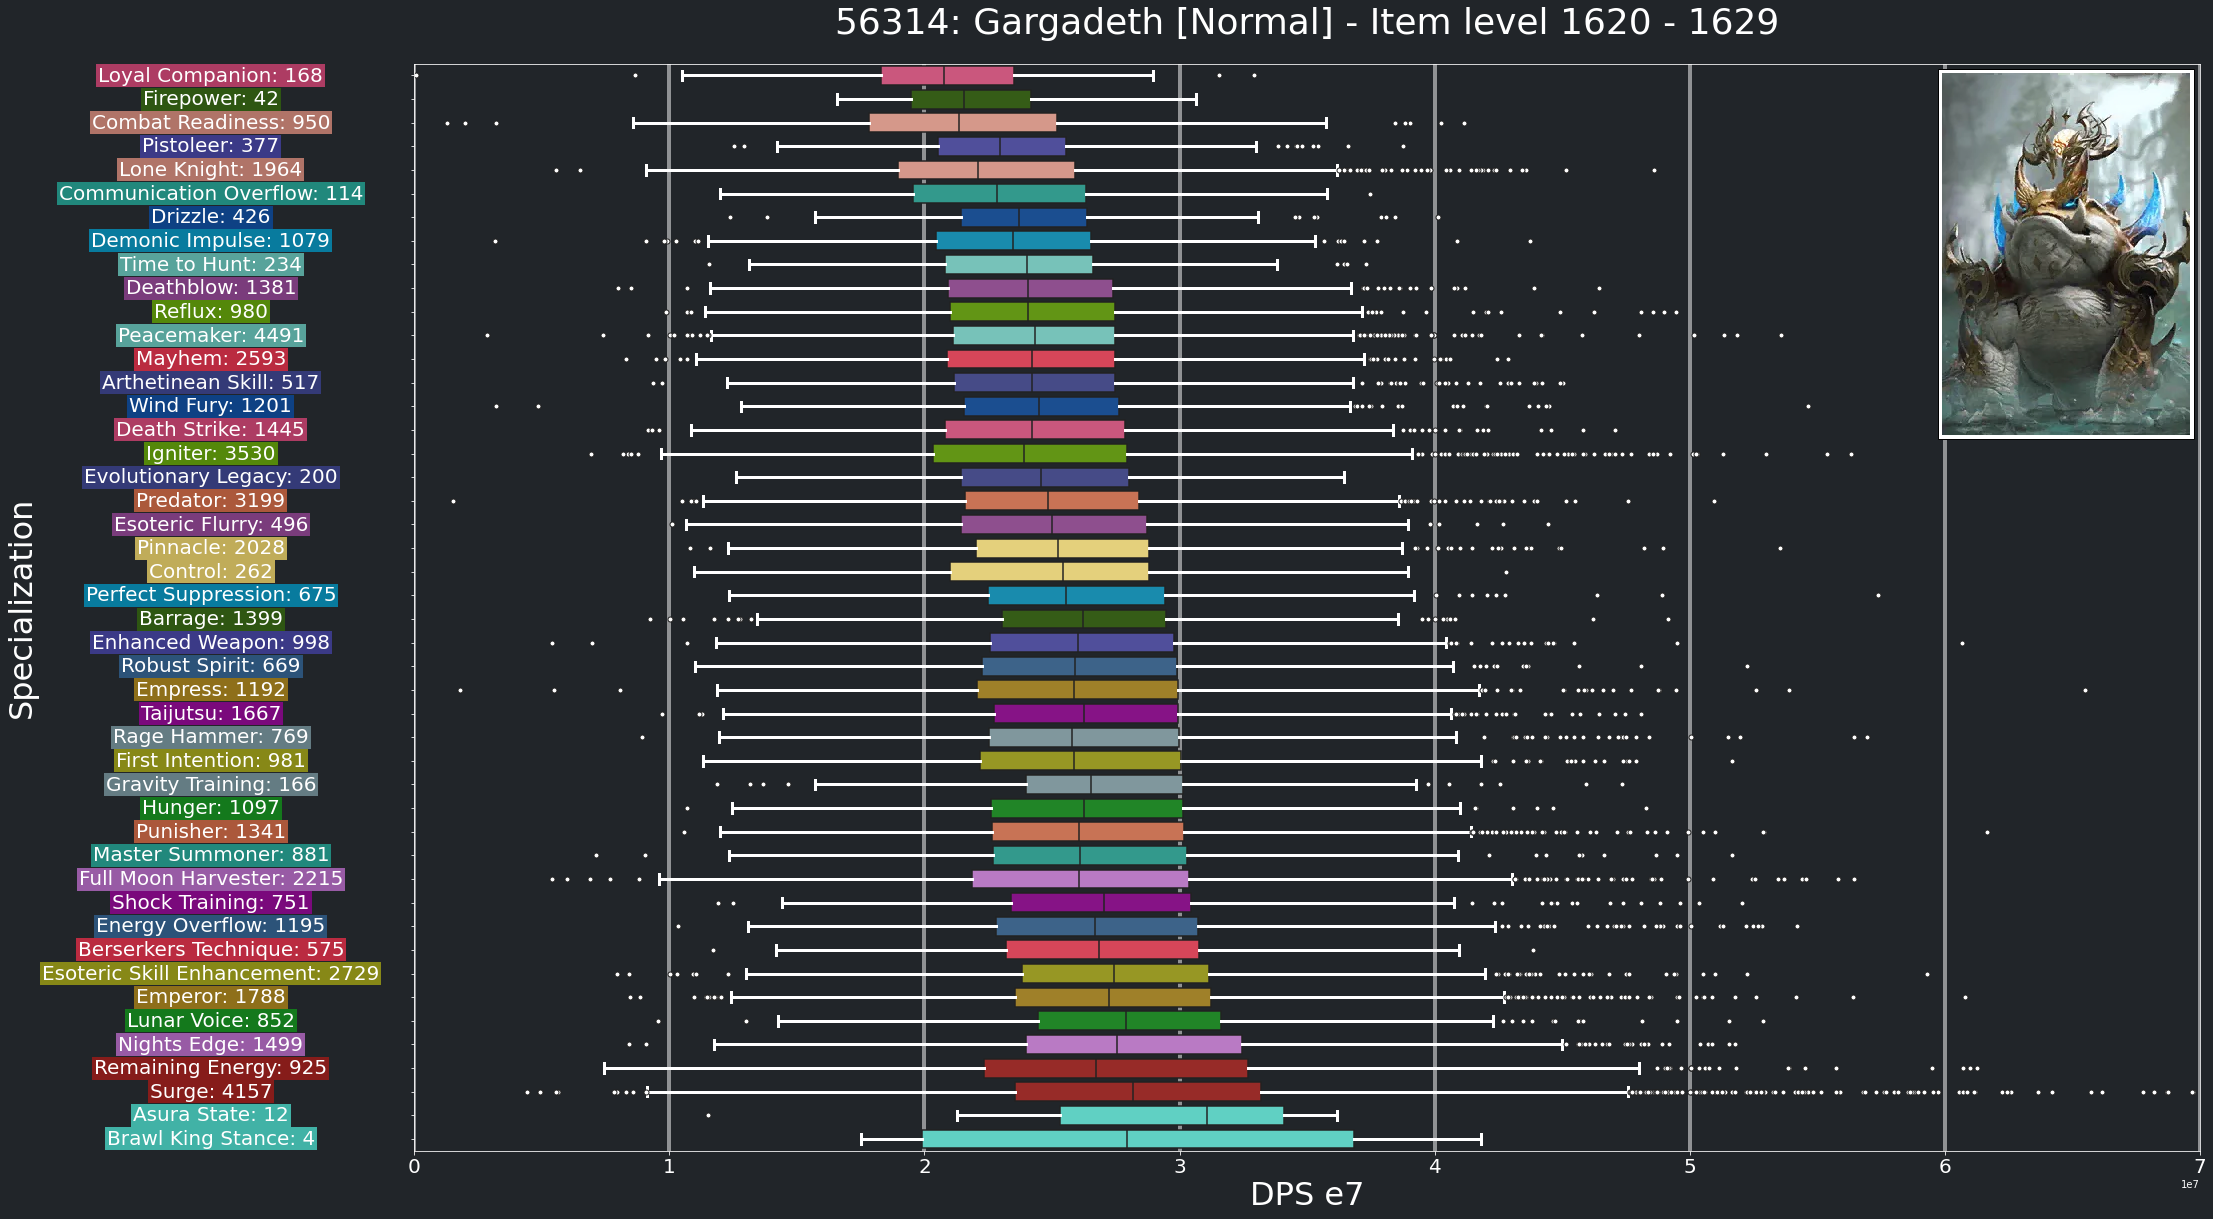 56314: Gargadeth [Normal] - Item level 1620 - 1629
Loyal Companion: 168
Firepower: 42
Combat Readiness: 950
Pistoleer: 377
Lone Knight: 1964
Communication Overflow: 114
Drizzle: 426
Demonic Impulse: 1079
Time to Hunt: 234
Deathblow: 1381
Reflux: 980
Peacemaker: 4491
Mayhem: 2593
Arthetinean Skill: 517
Wind Fury: 1201
Death Strike: 1445
Igniter: 3530
Evolutionary Legacy: 200
Predator: 3199
Esoteric Flurry: 496
Pinnacle: 2028
Control: 262
Perfect Suppression: 675
Barrage: 1399
Enhanced Weapon: 998
Robust Spirit: 669
Empress: 1192
Taijutsu: 1667
Rage Hammer: 769
First Intention: 981
Gravity Training: 166
Hunger: 1097
Punisher: 1341
Master Summoner: 881
Full Moon Harvester: 2215
Shock Training: 751
Energy Overflow: 1195
Berserkers Technique: 575
Esoteric Skill Enhancement: 2729
Emperor: 1788
Lunar Voice: 852
Nights Edge: 1499
Remaining Energy: 925
Surge: 4157
Asura State: 12
Brawl King Stance: 4
Specialization
0 1 2 3 4 5 6 7
1e7
DPS e7